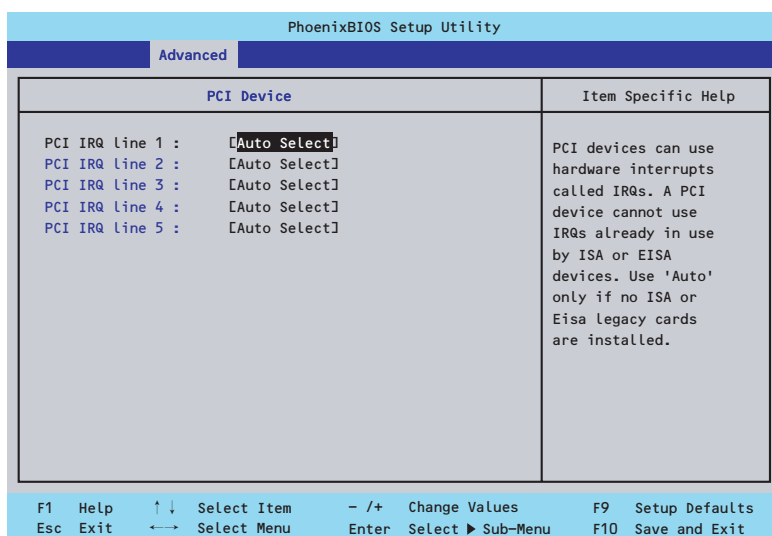 PhoenixBIOS Setup Utility
Advanced
PCI Device
Item Specific Help
PCI IRQ line 1 : [Auto Select]
PCI IRQ line 2 : [Auto Select]
PCI IRQ line 3 : [Auto Select]
PCI IRQ line 4 : [Auto Select]
PCI IRQ line 5 : [Auto Select]
PCI devices can use
hardware interrupts
called IRQs. A PCI
device cannot use
IRQs already in use
by ISA or EISA
devices. Use 'Auto'
only if no ISA or
Eisa legacy cards
are installed.
F1 Help ↑↓ Select Item - /+ Change Values F9 Setup Defaults
Esc Exit ←→ Select Menu Enter Select ▶ Sub-Menu F10 Save and Exit